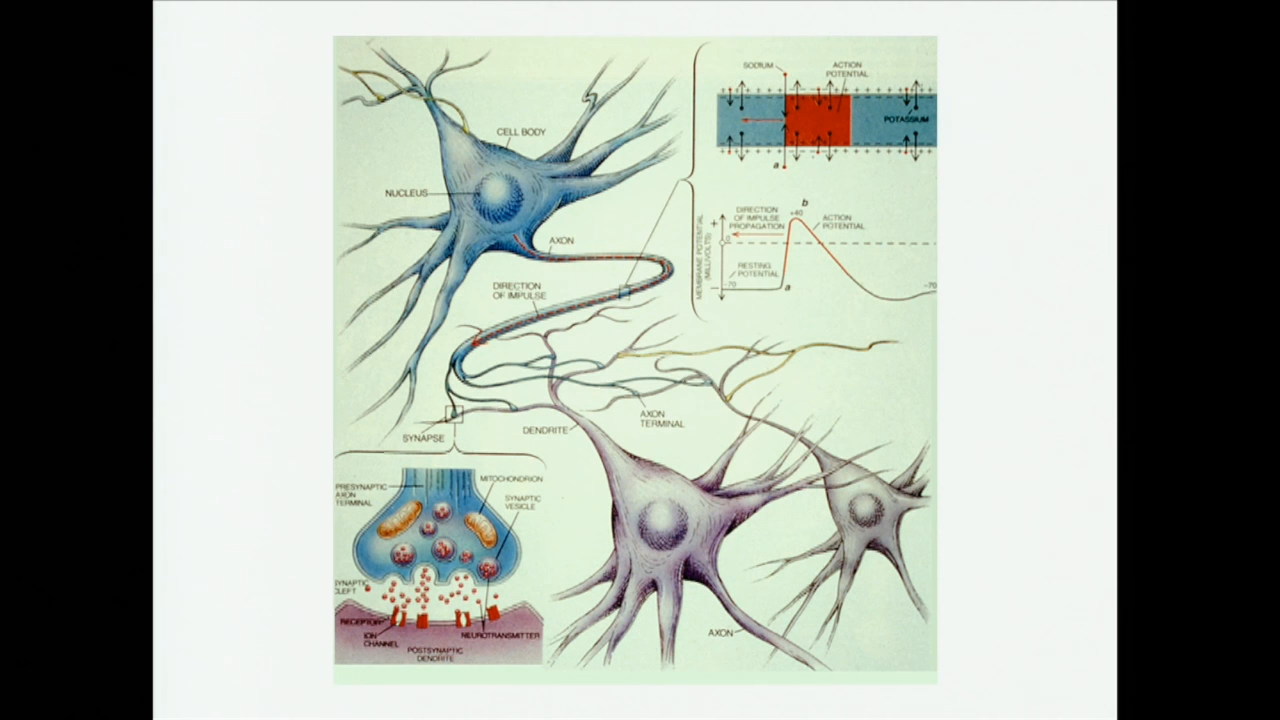 CELL BODY
NUCLEUS
AXON
DIRECTION
OF IMPULSE
SYNAPSE
DENDRITE
AXON
TERMINAL
AXON
SODIUM
ACTION
POTENTIAL
POTASSIUM
a
MEMBRANE POTENTIAL
(MILLIVOLTS)
+
0
−
DIRECTION
OF IMPULSE
PROPAGATION
b
+40
ACTION
POTENTIAL
RESTING
POTENTIAL
−70
a
−70
PRESYNAPTIC
AXON
TERMINAL
MITOCHONDRION
SYNAPTIC
VESICLE
SYNAPTIC
CLEFT
RECEPTOR
ION
CHANNEL
NEUROTRANSMITTER
POSTSYNAPTIC
DENDRITE